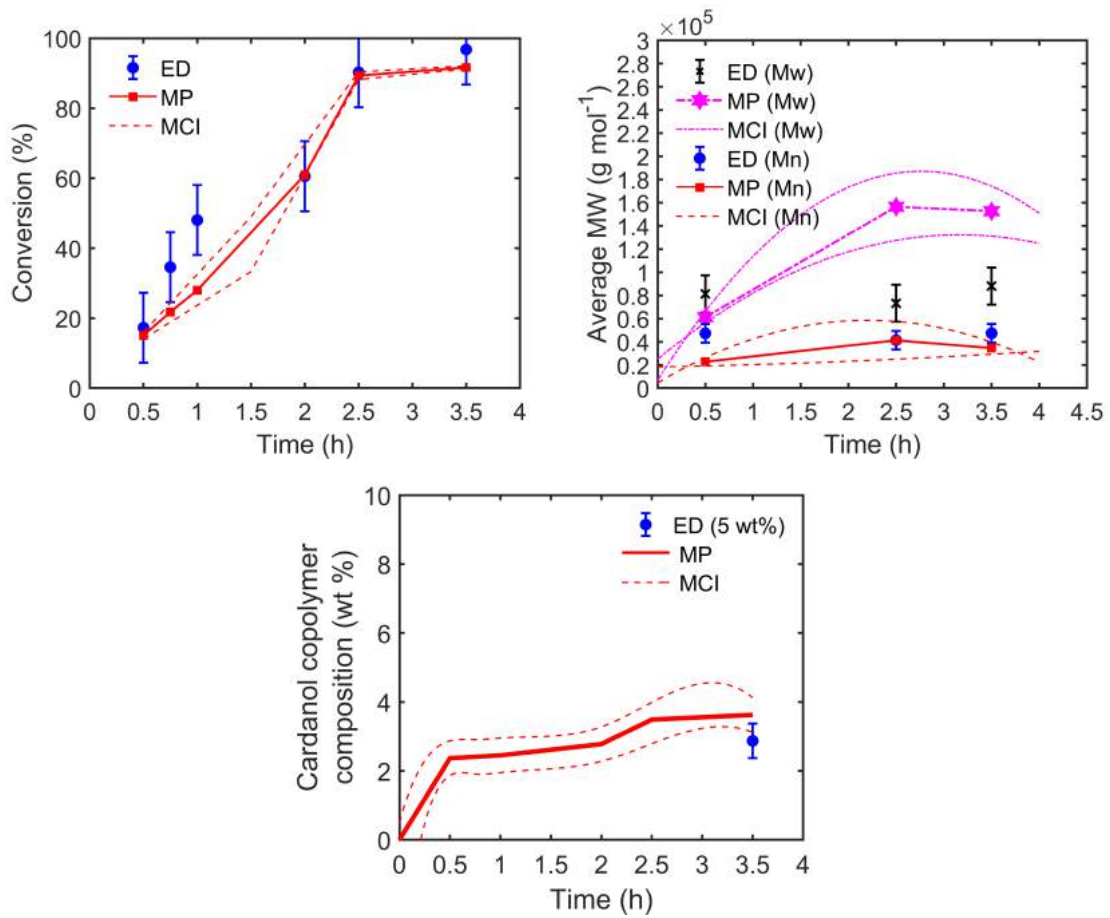 100
80
60
40
20
0
Conversion (%)
ED
MP
MCI
0 0.5 1 1.5 2 2.5 3 3.5 4
Time (h)
×10⁵
3
2.8
2.6
2.4
2.2
2
1.8
1.6
1.4
1.2
1
0.8
0.6
0.4
0.2
0
Average MW (g mol⁻¹)
ED (Mw)
MP (Mw)
MCI (Mw)
ED (Mn)
MP (Mn)
MCI (Mn)
0 0.5 1 1.5 2 2.5 3 3.5 4 4.5
Time (h)
10
8
6
4
2
0
Cardanol copolymer
composition (wt %)
ED (5 wt%)
MP
MCI
0 0.5 1 1.5 2 2.5 3 3.5 4
Time (h)